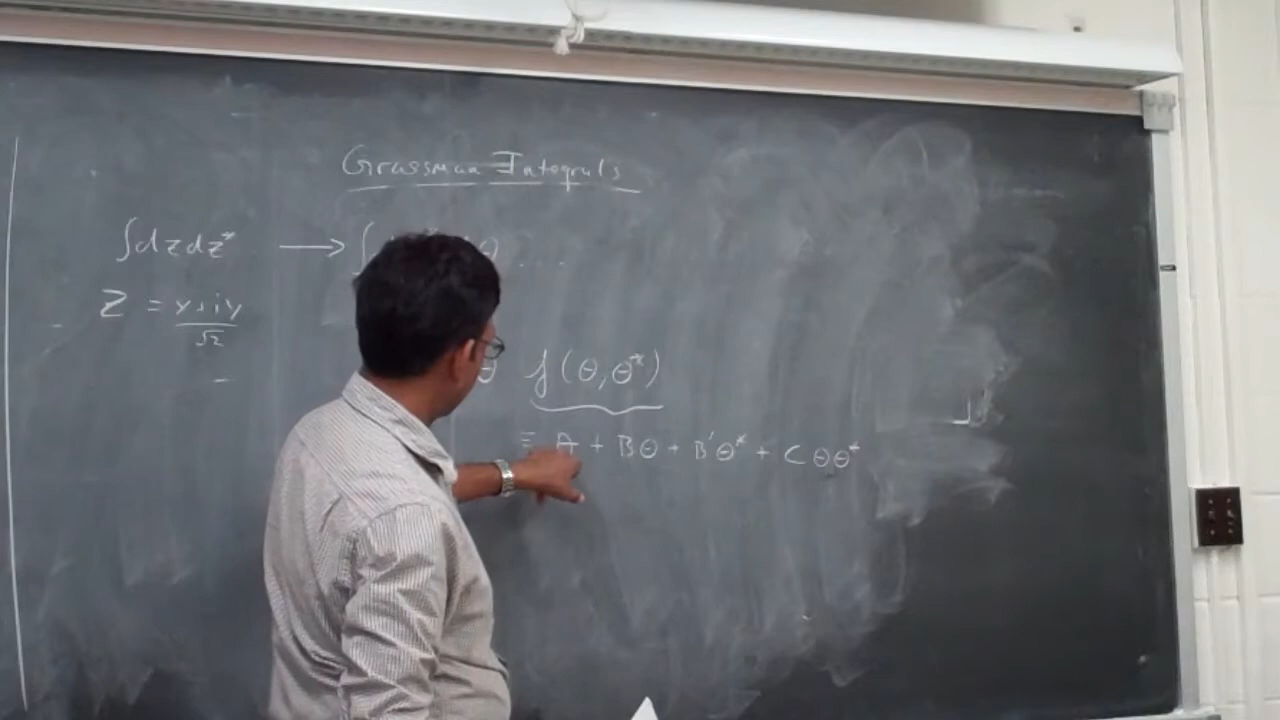 Grassman Integrals
∫dzdz* ⟶ ∫ ....
Z = x+iy/√2
f(θ,θ*)
≡ A + Bθ + B'θ* + Cθθ*